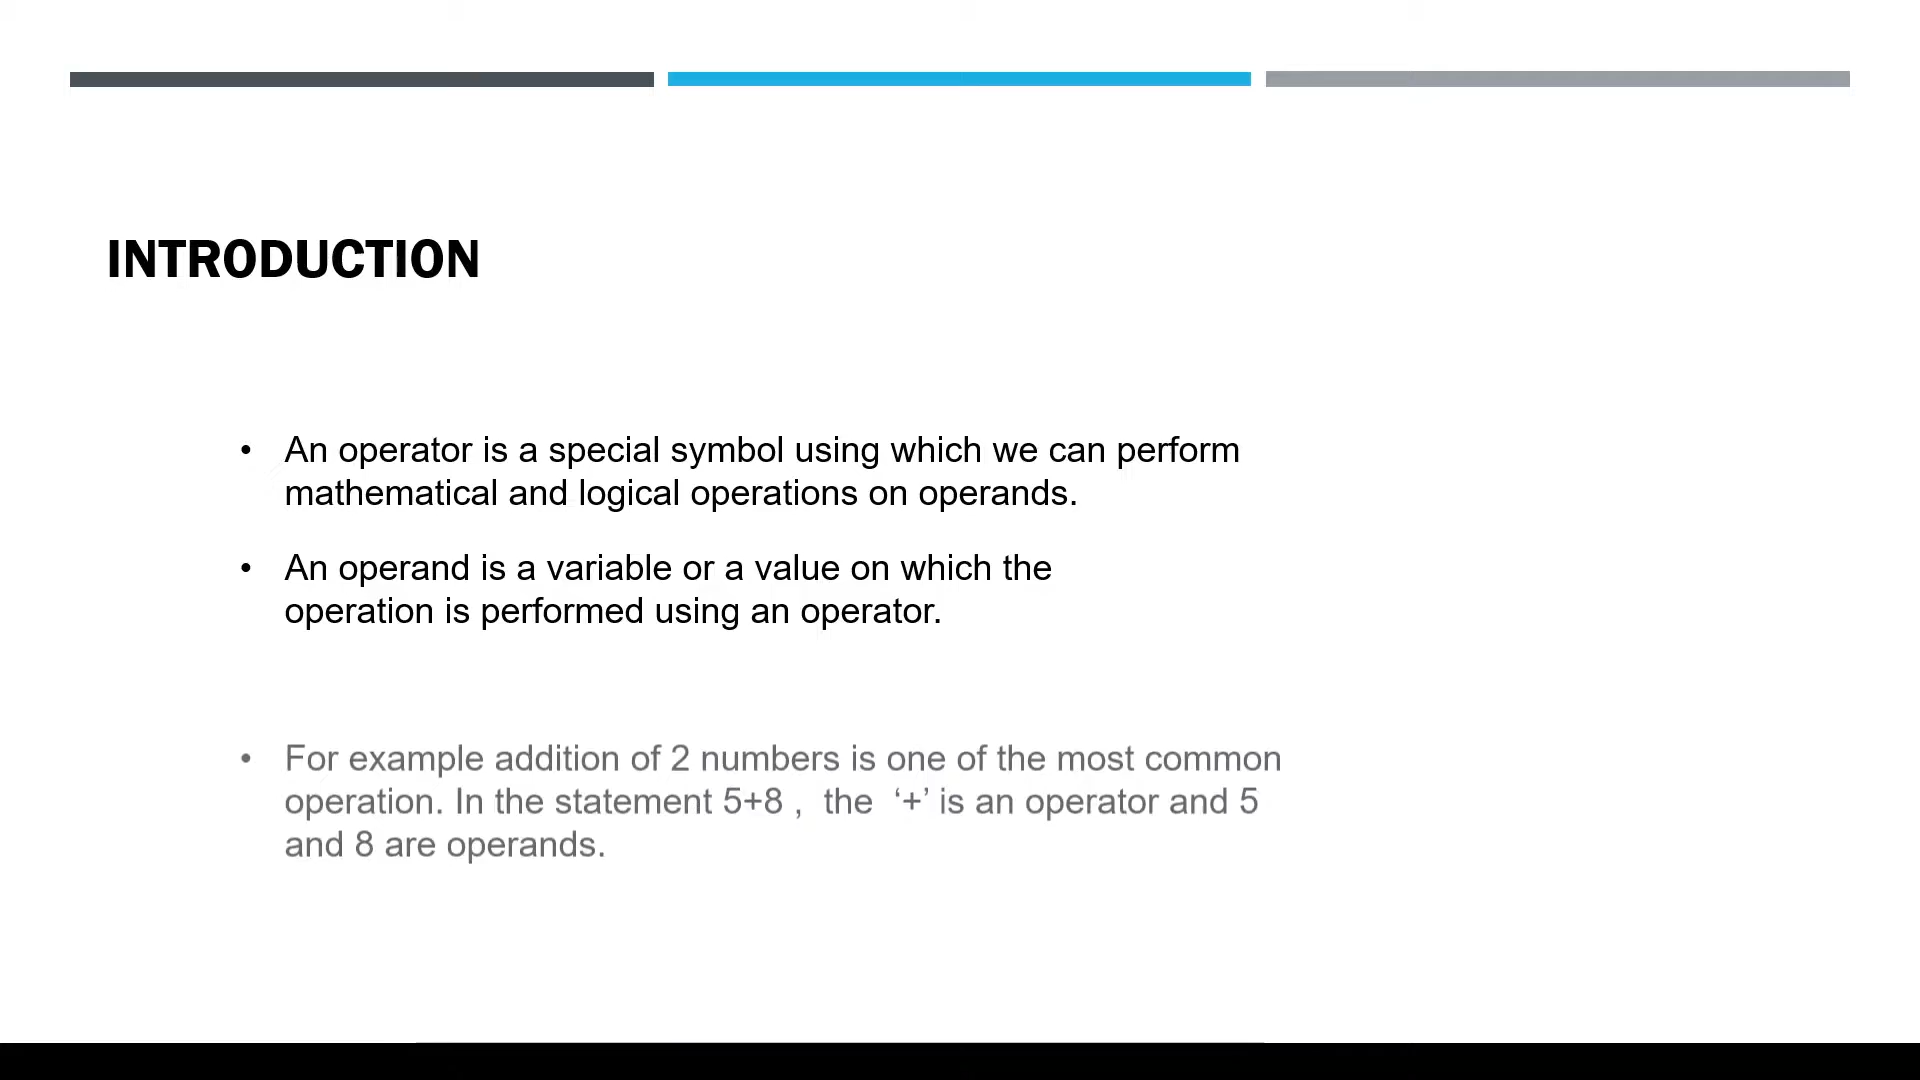 INTRODUCTION
• An operator is a special symbol using which we can perform
mathematical and logical operations on operands.
• An operand is a variable or a value on which the
operation is performed using an operator.
• For example addition of 2 numbers is one of the most common
operation. In the statement 5+8 ,  the  ‘+’ is an operator and 5
and 8 are operands.